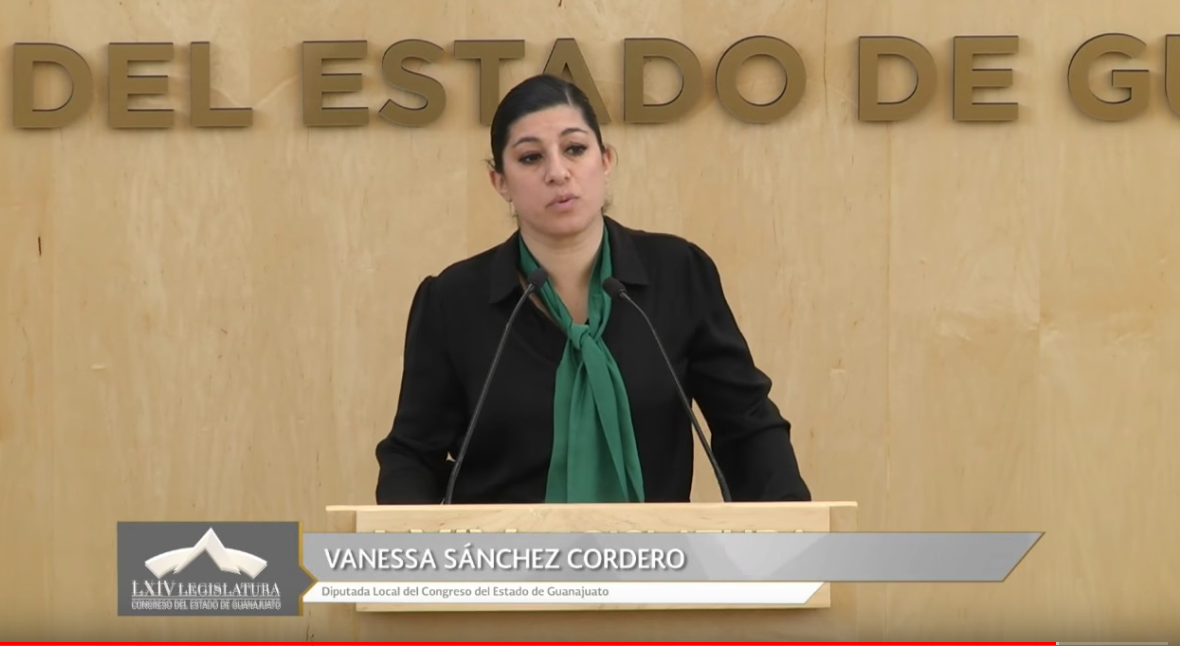 DEL ESTADO DE GU
VANESSA SÁNCHEZ CORDERO
Diputada Local del Congreso del Estado de Guanajuato
LXIV LEGISLATURA
CONGRESO DEL ESTADO DE GUANAJUATO